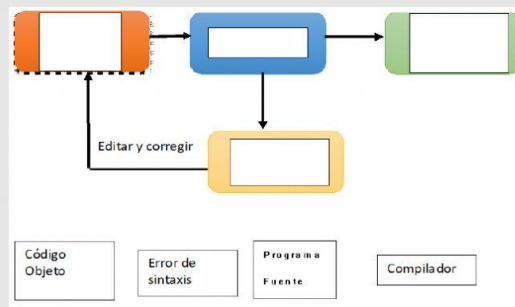 Editar y corregir
Código
Objeto
Error de
sintaxis
Programa
Fuente
Compilador